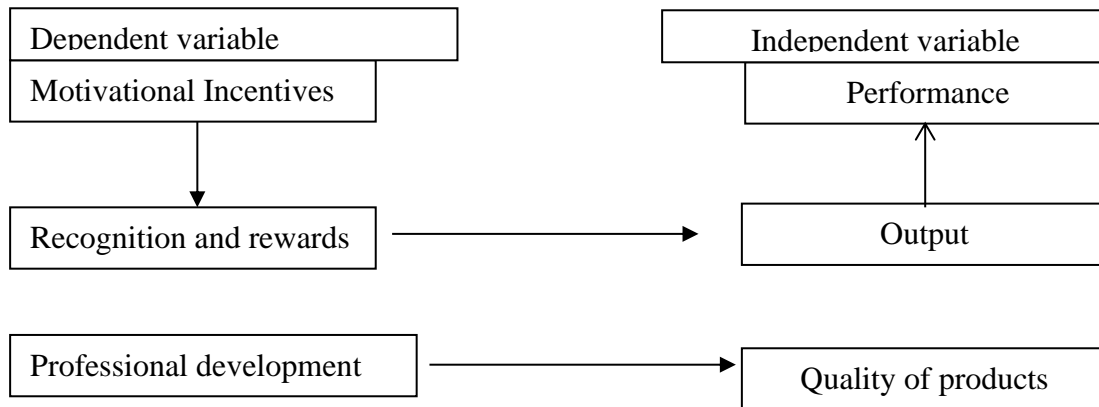 Dependent variable
Independent variable
Motivational Incentives
Performance
Recognition and rewards
Output
Professional development
Quality of products